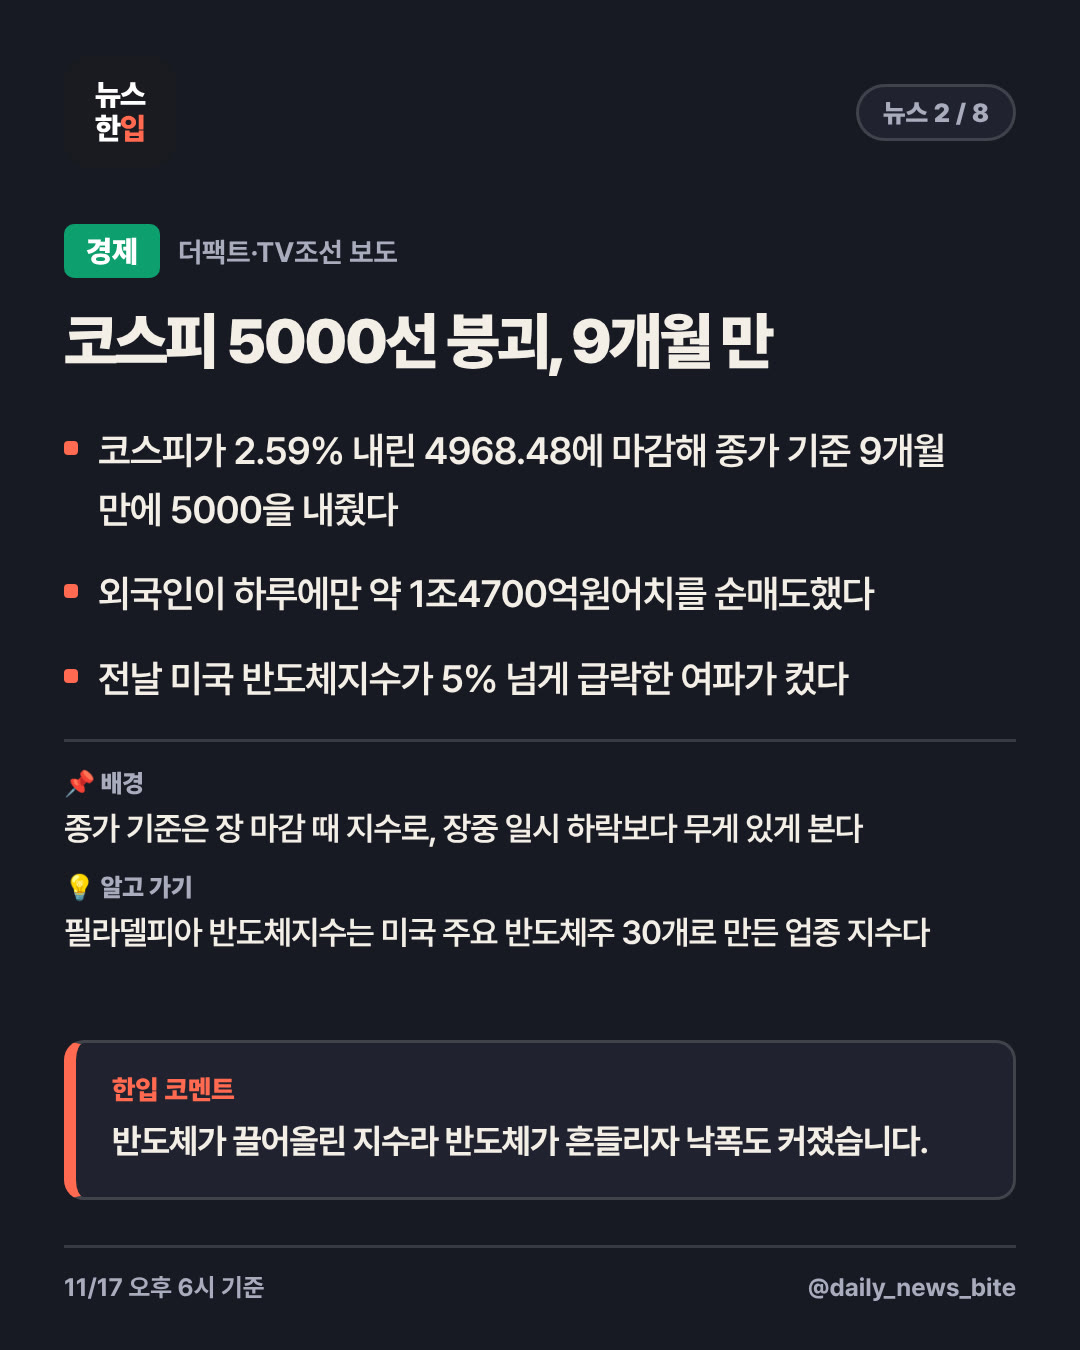 뉴스
한입
뉴스 2 / 8
경제
더팩트·TV조선 보도
코스피 5000선 붕괴, 9개월 만
코스피가 2.59% 내린 4968.48에 마감해 종가 기준 9개월
만에 5000을 내줬다
외국인이 하루에만 약 1조4700억원어치를 순매도했다
전날 미국 반도체지수가 5% 넘게 급락한 여파가 컸다
📌 배경
종가 기준은 장 마감 때 지수로, 장중 일시 하락보다 무게 있게 본다
💡 알고 가기
필라델피아 반도체지수는 미국 주요 반도체주 30개로 만든 업종 지수다
한입 코멘트
반도체가 끌어올린 지수라 반도체가 흔들리자 낙폭도 커졌습니다.
11/17 오후 6시 기준
@daily_news_bite